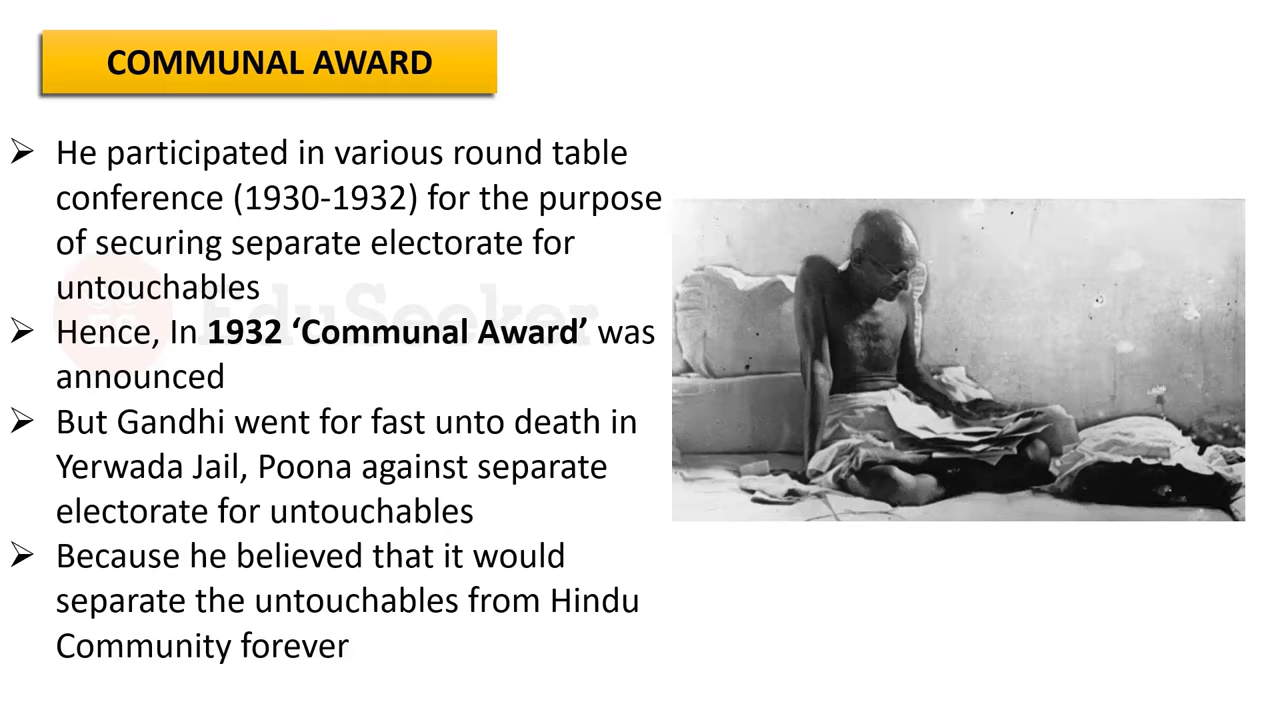 COMMUNAL AWARD
➢ He participated in various round table
conference (1930-1932) for the purpose
of securing separate electorate for
untouchables
➢ Hence, In 1932 ‘Communal Award’ was
announced
➢ But Gandhi went for fast unto death in
Yerwada Jail, Poona against separate
electorate for untouchables
➢ Because he believed that it would
separate the untouchables from Hindu
Community forever
EduSeeker